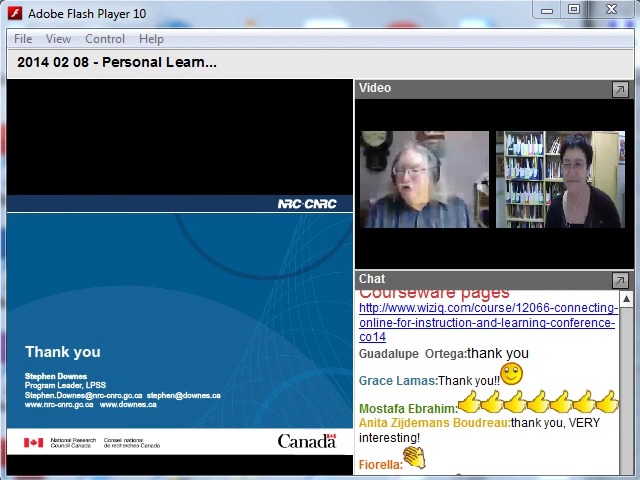 Adobe Flash Player 10
File View Control Help
2014 02 08 - Personal Learn...
NRC·CNRC
Thank you
Stephen Downes
Program Leader, LPSS
Stephen.Downes@nrc-cnrc.gc.ca stephen@downes.ca
www.nrc-cnrc.gc.ca www.downes.ca
National Research Council Canada
Conseil national de recherches Canada
Canada
Video
Chat
Courseware pages
http://www.wiziq.com/course/12066-connecting-
online-for-instruction-and-learning-conference-
co14
Guadalupe Ortega:thank you
Grace Lamas:Thank you!!
Mostafa Ebrahim:
Anita Zijdemans Boudreau:thank you, VERY
interesting!
Fiorella: